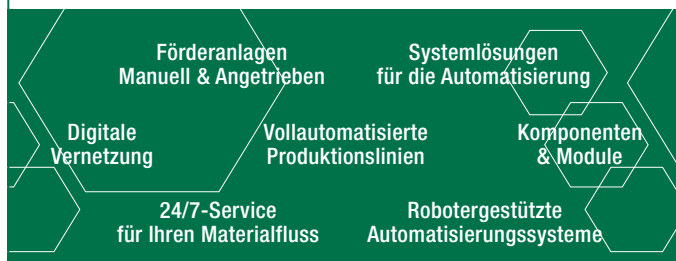 Förderanlagen
Manuell & Angetrieben
Systemlösungen
für die Automatisierung
Digitale
Vernetzung
Vollautomatisierte
Produktionslinien
Komponenten
& Module
24/7-Service
für Ihren Materialfluss
Robotergestützte
Automatisierungssysteme